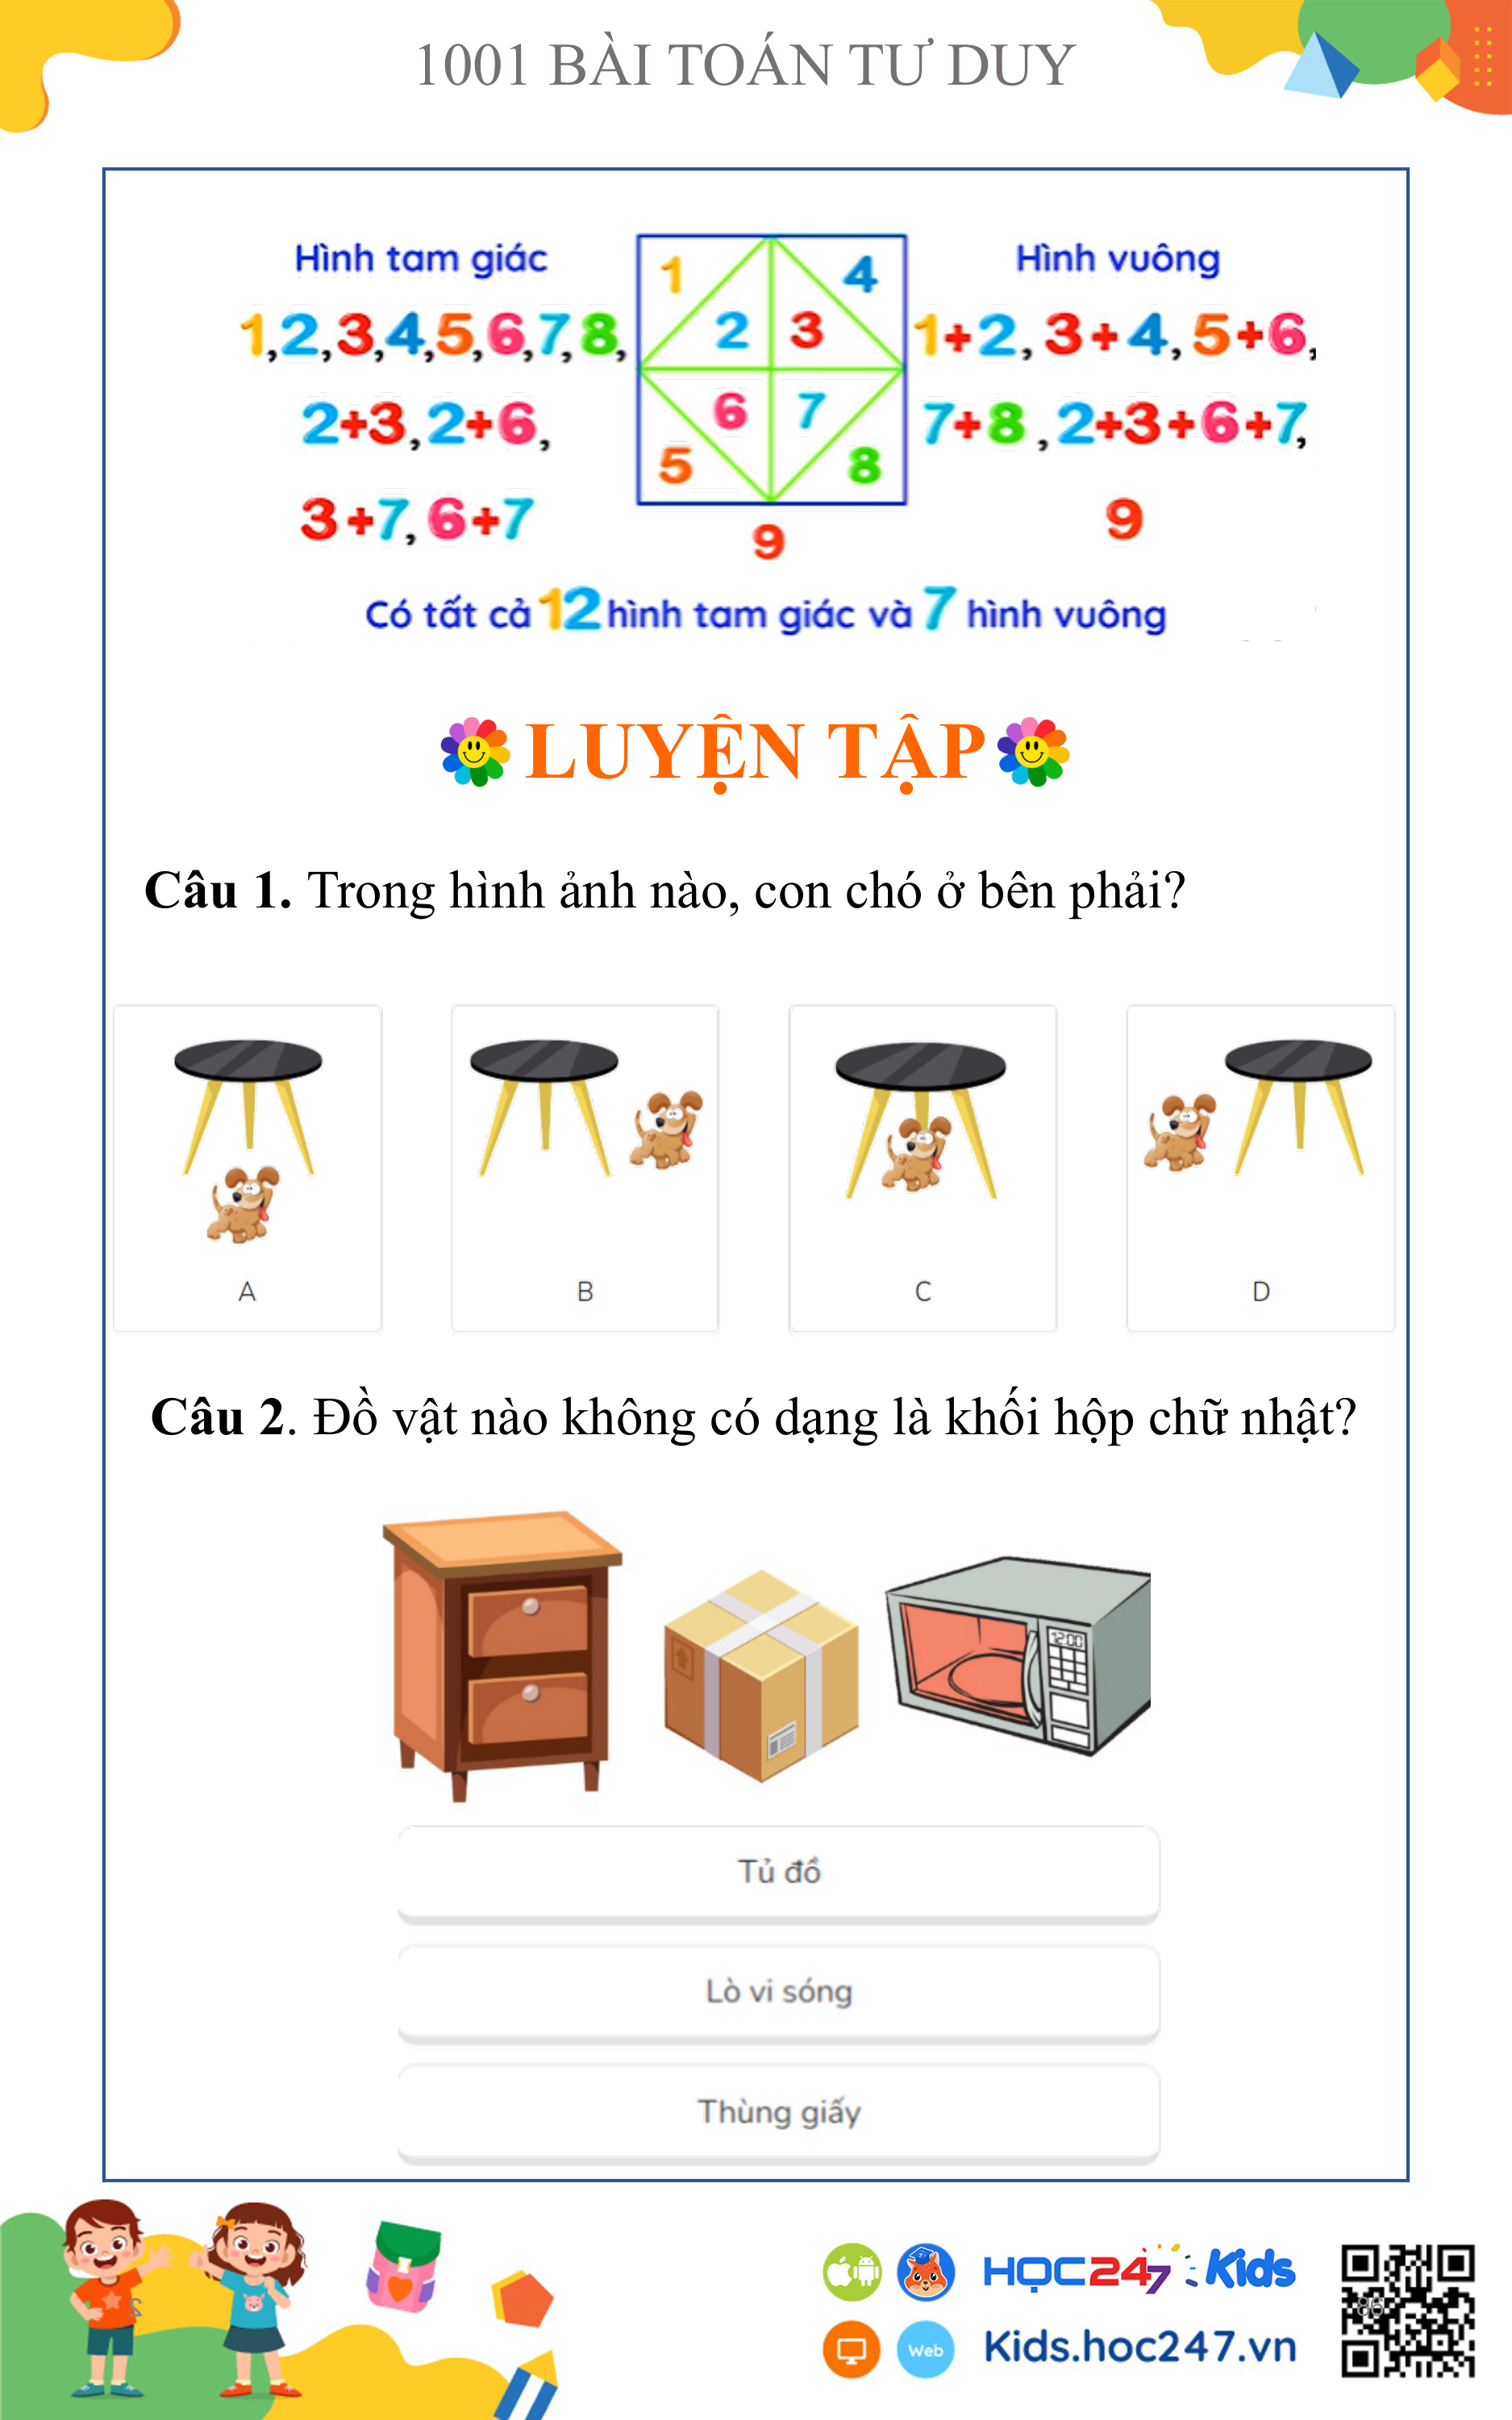 1001 BÀI TOÁN TƯ DUY
Hình tam giác
1,2,3,4,5,6,7,8,
2+3,2+6,
3+7,6+7
1
4
2
3
6
7
5
8
9
Hình vuông
1+2,3+4,5+6,
7+8,2+3+6+7,
9
Có tất cả 12 hình tam giác và 7 hình vuông
LUYỆN TẬP
Câu 1. Trong hình ảnh nào, con chó ở bên phải?
A
B
C
D
Câu 2. Đồ vật nào không có dạng là khối hộp chữ nhật?
12:00
Tủ đồ
Lò vi sóng
Thùng giấy
2
HỌC247 Kids
86
Web
Kids.hoc247.vn